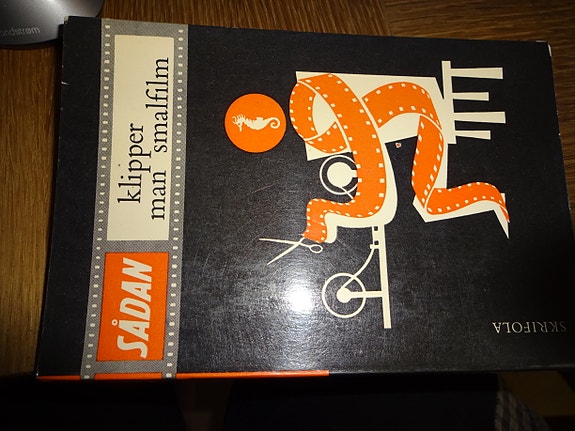 SÅDAN
klipper
man smalfilm
SKRIFOLA